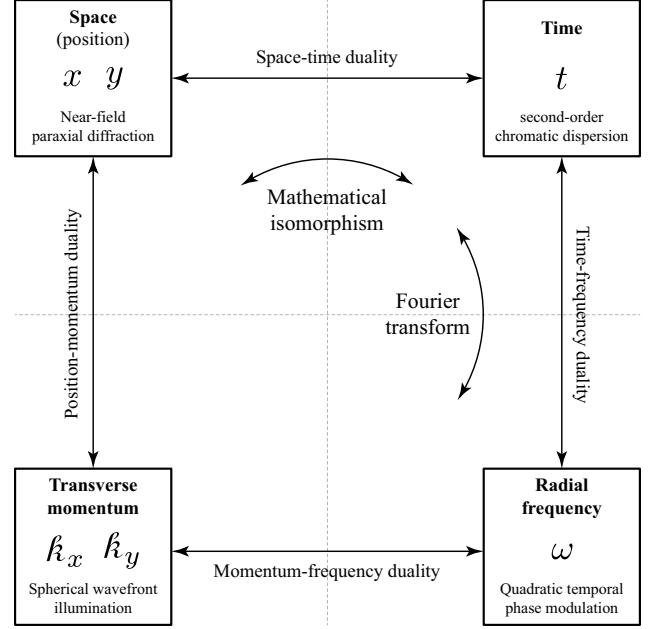 Space
(position)
x y
Near-field
paraxial diffraction
Space-time duality
Time
t
second-order
chromatic dispersion
Mathematical
isomorphism
Fourier
transform
Position-momentum duality
Time-frequency duality
Transverse
momentum
k_x k_y
Spherical wavefront
illumination
Momentum-frequency duality
Radial
frequency
ω
Quadratic temporal
phase modulation